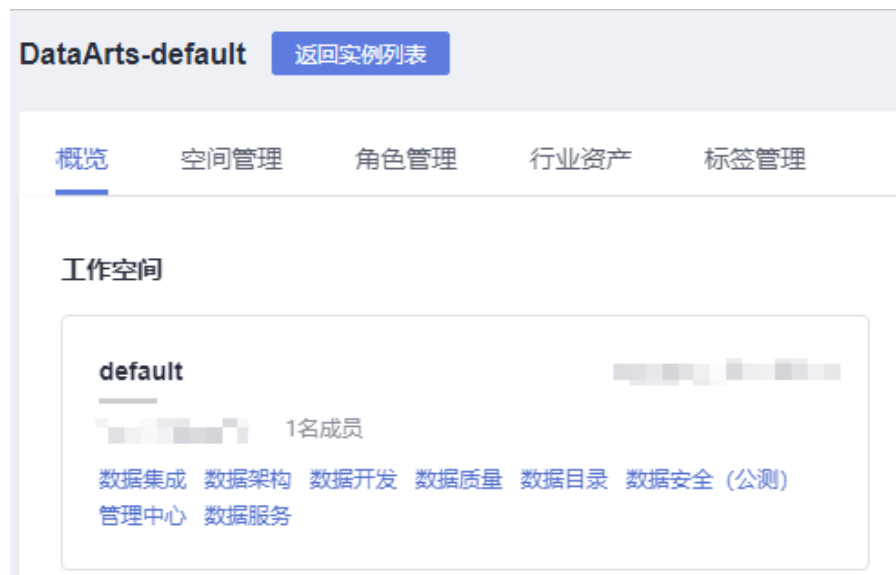 DataArts-default 返回实例列表
概览 空间管理 角色管理 行业资产 标签管理
工作空间
default
1名成员
数据集成 数据架构 数据开发 数据质量 数据目录 数据安全（公测）
管理中心 数据服务